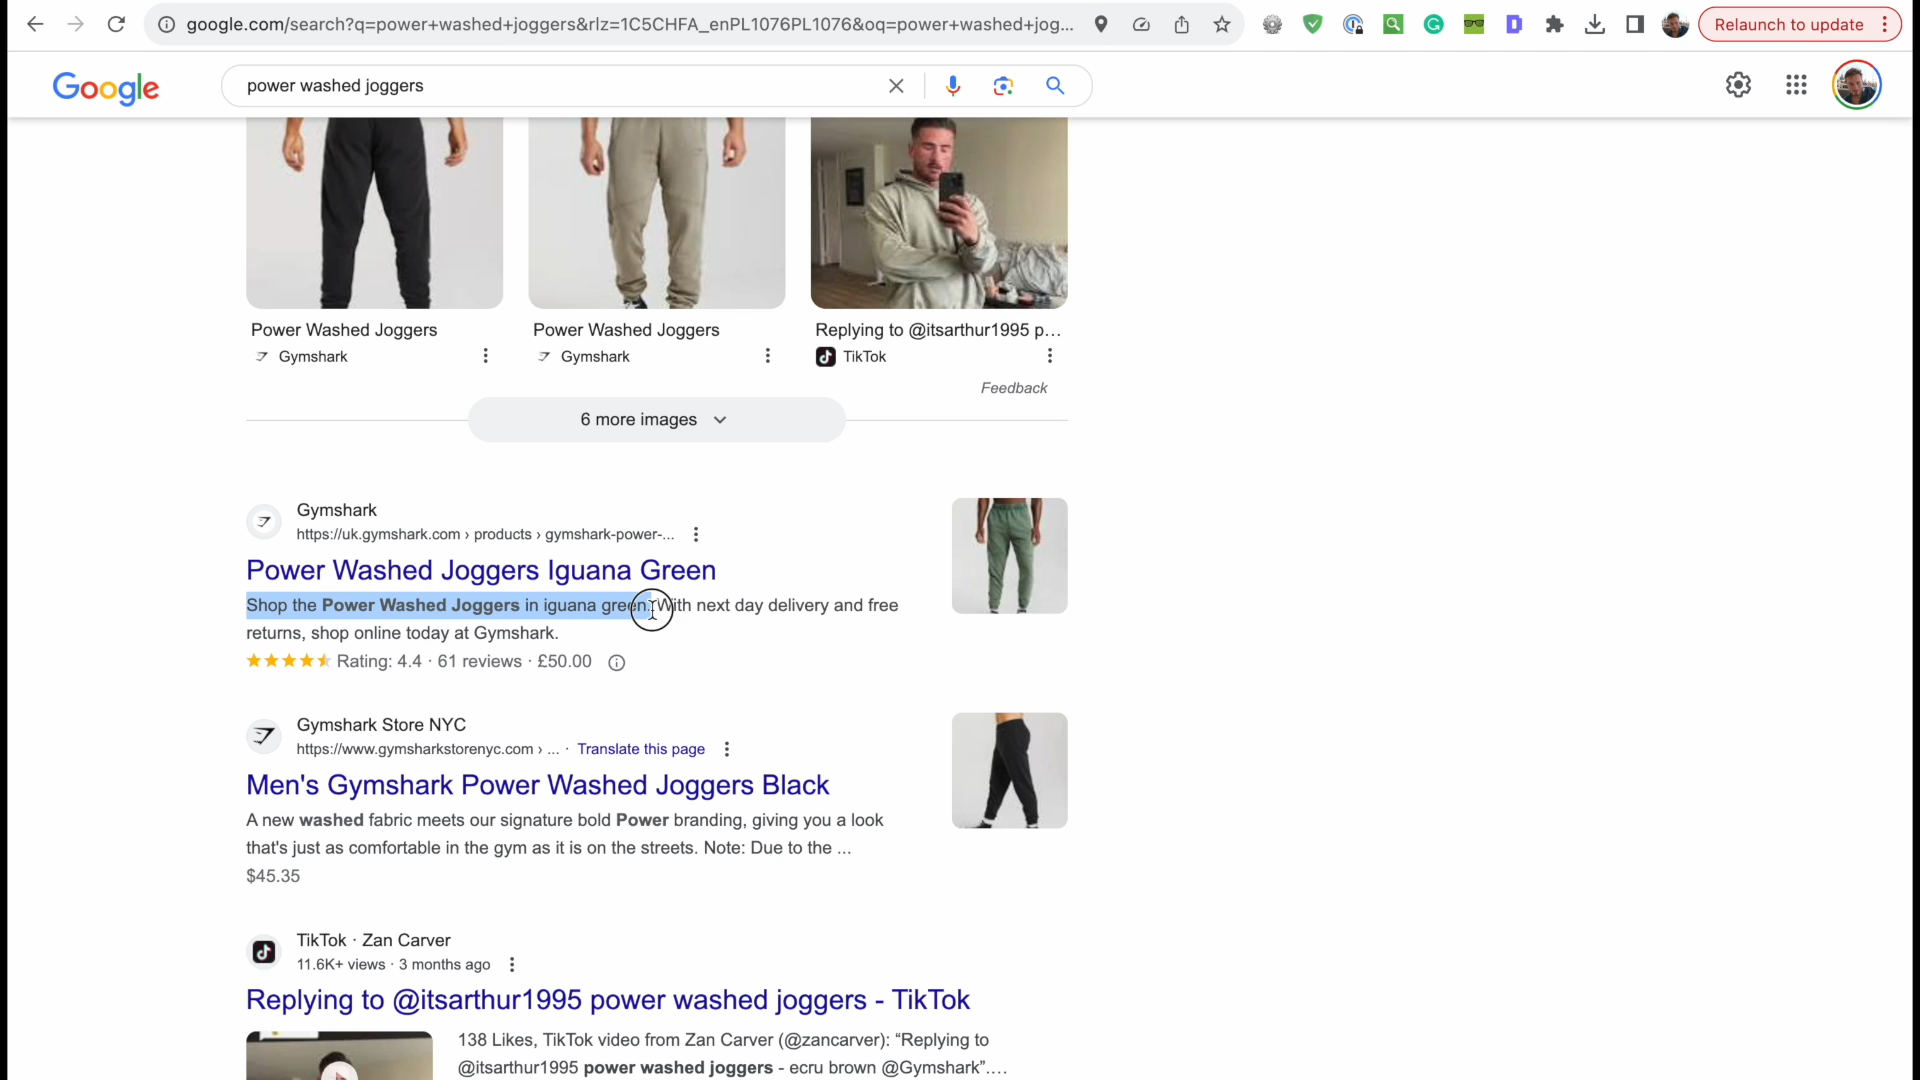 google.com/search?q=power+washed+joggers&rlz=1C5CHFA_enPL1076PL1076&oq=power+washed+jog...
Relaunch to update
Google
power washed joggers
Power Washed Joggers
Gymshark
Power Washed Joggers
Gymshark
Replying to @itsarthur1995 p...
TikTok
Feedback
6 more images
Gymshark
https://uk.gymshark.com › products › gymshark-power-...
Power Washed Joggers Iguana Green
Shop the Power Washed Joggers in iguana green. With next day delivery and free
returns, shop online today at Gymshark.
Rating: 4.4 · 61 reviews · £50.00
Gymshark Store NYC
https://www.gymsharkstorenyc.com › ... · Translate this page
Men's Gymshark Power Washed Joggers Black
A new washed fabric meets our signature bold Power branding, giving you a look
that's just as comfortable in the gym as it is on the streets. Note: Due to the ...
$45.35
TikTok · Zan Carver
11.6K+ views · 3 months ago
Replying to @itsarthur1995 power washed joggers - TikTok
138 Likes, TikTok video from Zan Carver (@zancarver): “Replying to
@itsarthur1995 power washed joggers - ecru brown @Gymshark”....